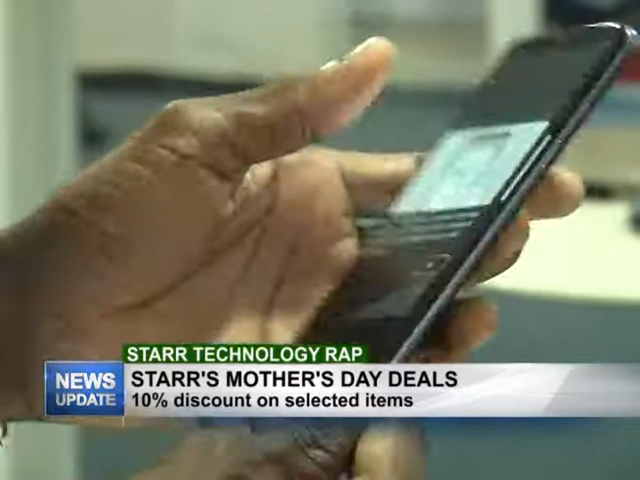 STARR TECHNOLOGY RAP
NEWS
UPDATE
STARR'S MOTHER'S DAY DEALS
10% discount on selected items